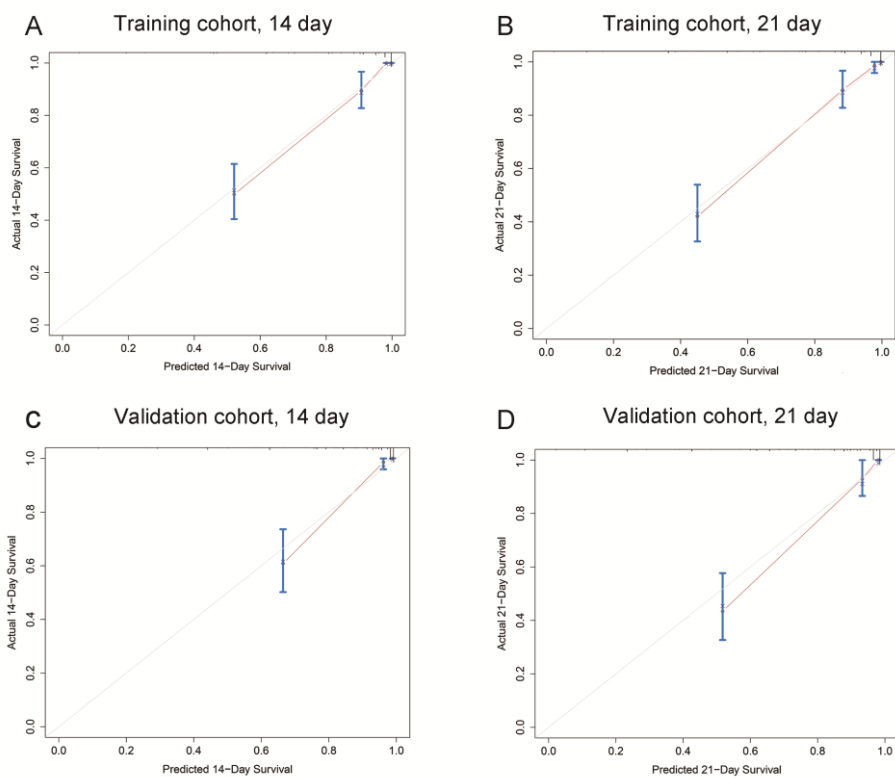 A Training cohort, 14 day
1.0
0.8
0.6
0.4
0.2
0.0
Actual 14−Day Survival
0.0 0.2 0.4 0.6 0.8 1.0
Predicted 14−Day Survival
B Training cohort, 21 day
1.0
0.8
0.6
0.4
0.2
0.0
Actual 21−Day Survival
0.0 0.2 0.4 0.6 0.8 1.0
Predicted 21−Day Survival
C Validation cohort, 14 day
1.0
0.8
0.6
0.4
0.2
0.0
Actual 14−Day Survival
0.0 0.2 0.4 0.6 0.8 1.0
Predicted 14−Day Survival
D Validation cohort, 21 day
1.0
0.8
0.6
0.4
0.2
0.0
Actual 21−Day Survival
0.0 0.2 0.4 0.6 0.8 1.0
Predicted 21−Day Survival